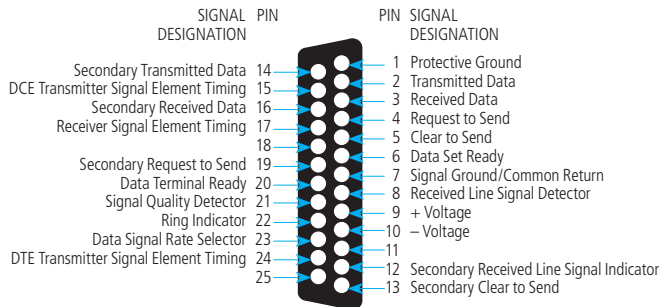 SIGNAL PIN
DESIGNATION
PIN SIGNAL
DESIGNATION
Secondary Transmitted Data 14
DCE Transmitter Signal Element Timing 15
Secondary Received Data 16
Receiver Signal Element Timing 17
18
Secondary Request to Send 19
Data Terminal Ready 20
Signal Quality Detector 21
Ring Indicator 22
Data Signal Rate Selector 23
DTE Transmitter Signal Element Timing 24
25
1 Protective Ground
2 Transmitted Data
3 Received Data
4 Request to Send
5 Clear to Send
6 Data Set Ready
7 Signal Ground/Common Return
8 Received Line Signal Detector
9 + Voltage
10 – Voltage
11
12 Secondary Received Line Signal Indicator
13 Secondary Clear to Send